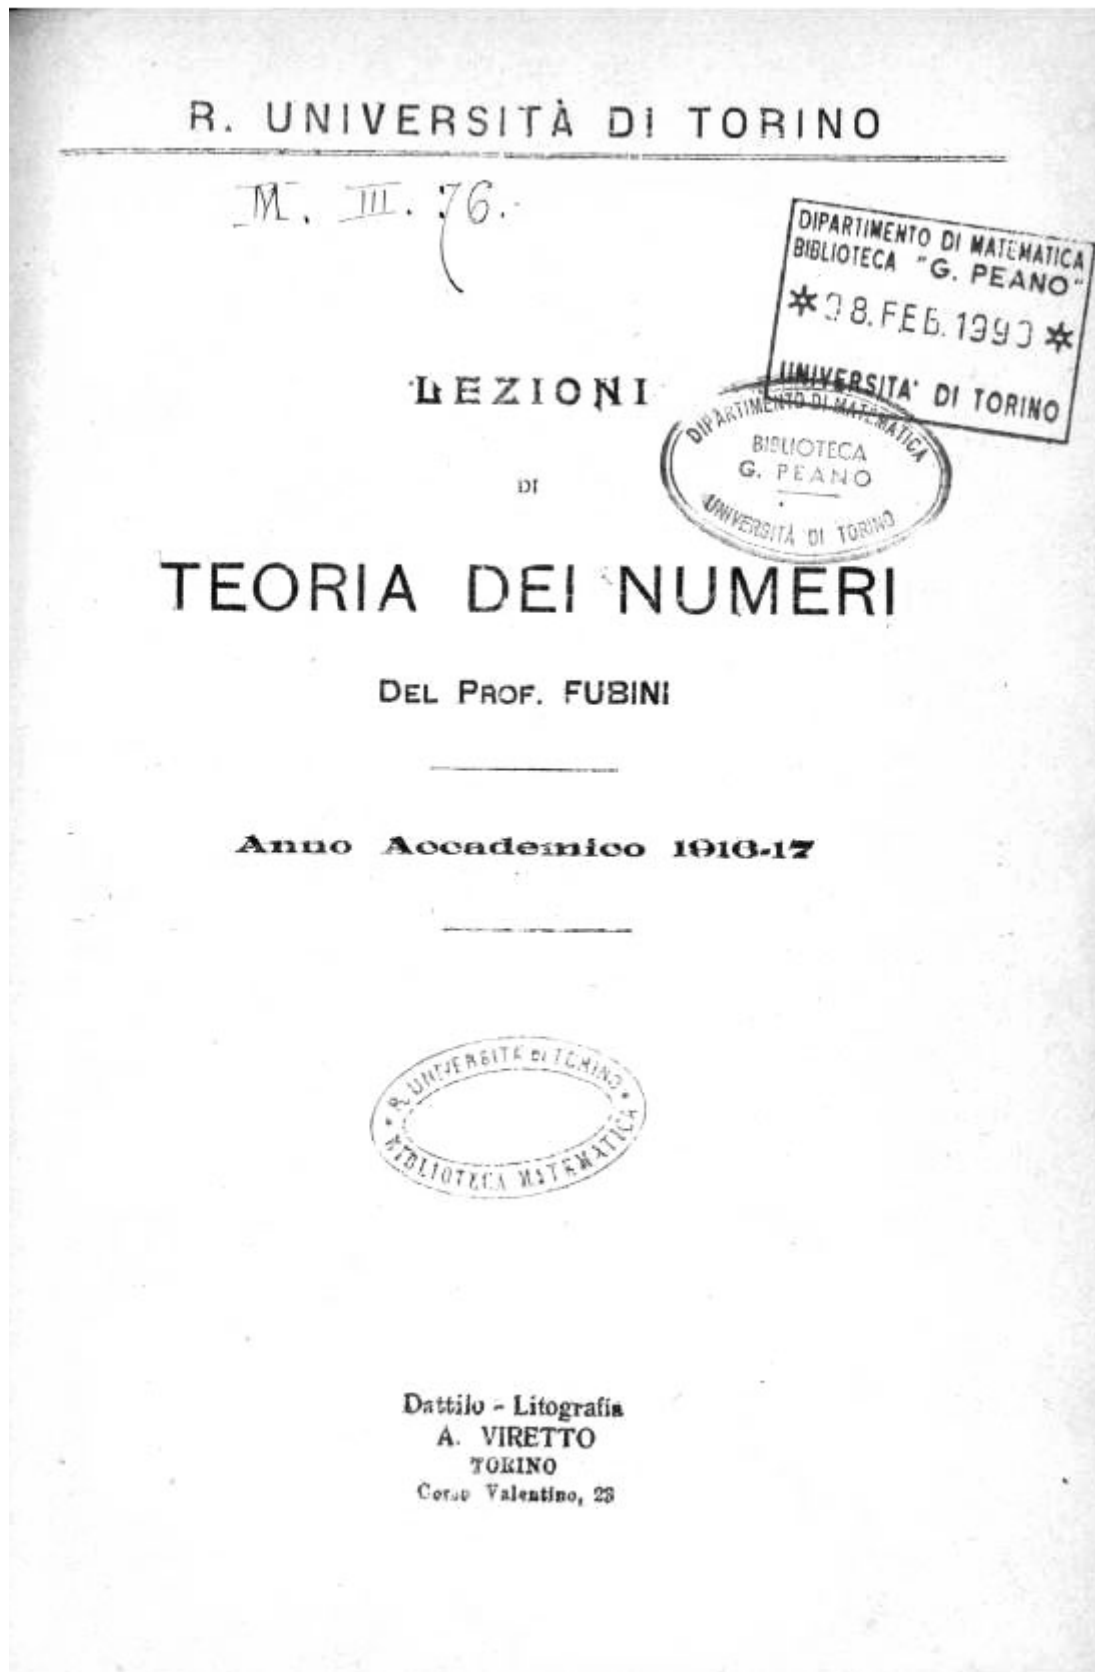 R. UNIVERSITÀ DI TORINO
M. III. 76.
DIPARTIMENTO DI MATEMATICA
BIBLIOTECA "G. PEANO"
*08.FEB.1990*
UNIVERSITA' DI TORINO
LEZIONI
DIPARTIMENTO DI MATEMATICA
BIBLIOTECA
G. PEANO
UNIVERSITÀ DI TORINO
DI
TEORIA DEI NUMERI
DEL PROF. FUBINI
Anno Accademico 1916-17
R. UNIVERSITÀ DI TORINO
BIBLIOTECA MATEMATICA
Dattilo - Litografia
A. VIRETTO
TORINO
Corso Valentino, 23